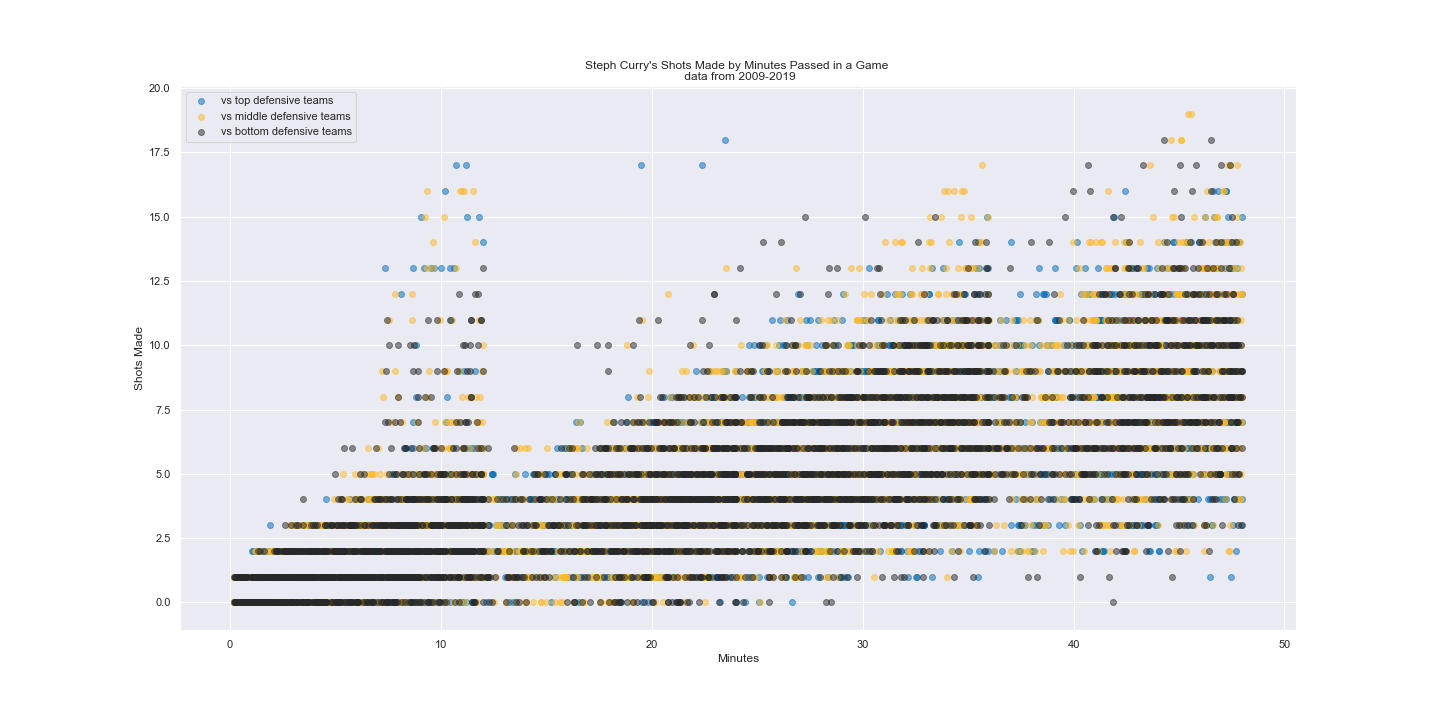 Steph Curry's Shots Made by Minutes Passed in a Game
data from 2009-2019
vs top defensive teams
vs middle defensive teams
vs bottom defensive teams
Shots Made
20.0
17.5
15.0
12.5
10.0
7.5
5.0
2.5
0.0
0 10 20 30 40 50
Minutes